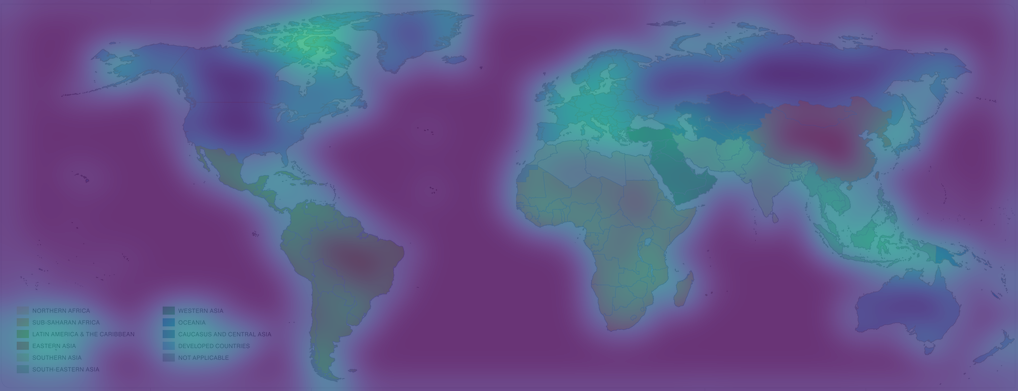 NORTHERN AFRICA
SUB-SAHARAN AFRICA
LATIN AMERICA & THE CARIBBEAN
EASTERN ASIA
SOUTHERN ASIA
SOUTH-EASTERN ASIA
WESTERN ASIA
OCEANIA
CAUCASUS AND CENTRAL ASIA
DEVELOPED COUNTRIES
NOT APPLICABLE